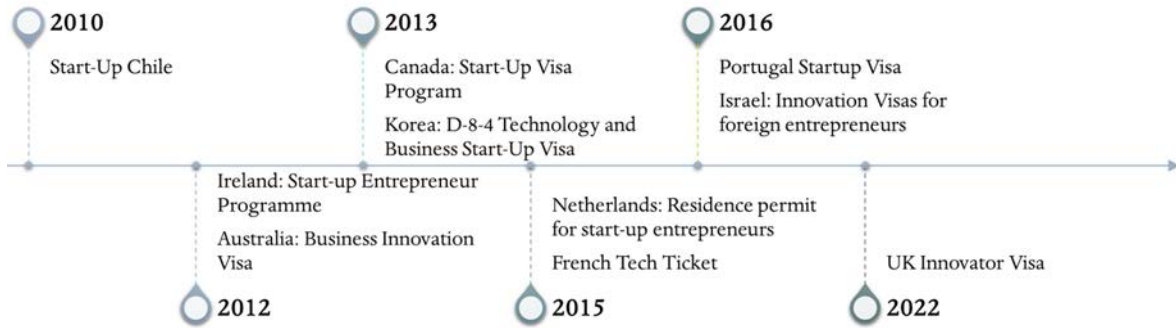 2010
Start-Up Chile
2013
Canada: Start-Up Visa
Program
Korea: D-8-4 Technology and
Business Start-Up Visa
2016
Portugal Startup Visa
Israel: Innovation Visas for
foreign entrepreneurs
Ireland: Start-up Entrepreneur
Programme
Australia: Business Innovation
Visa
2012
Netherlands: Residence permit
for start-up entrepreneurs
French Tech Ticket
2015
UK Innovator Visa
2022